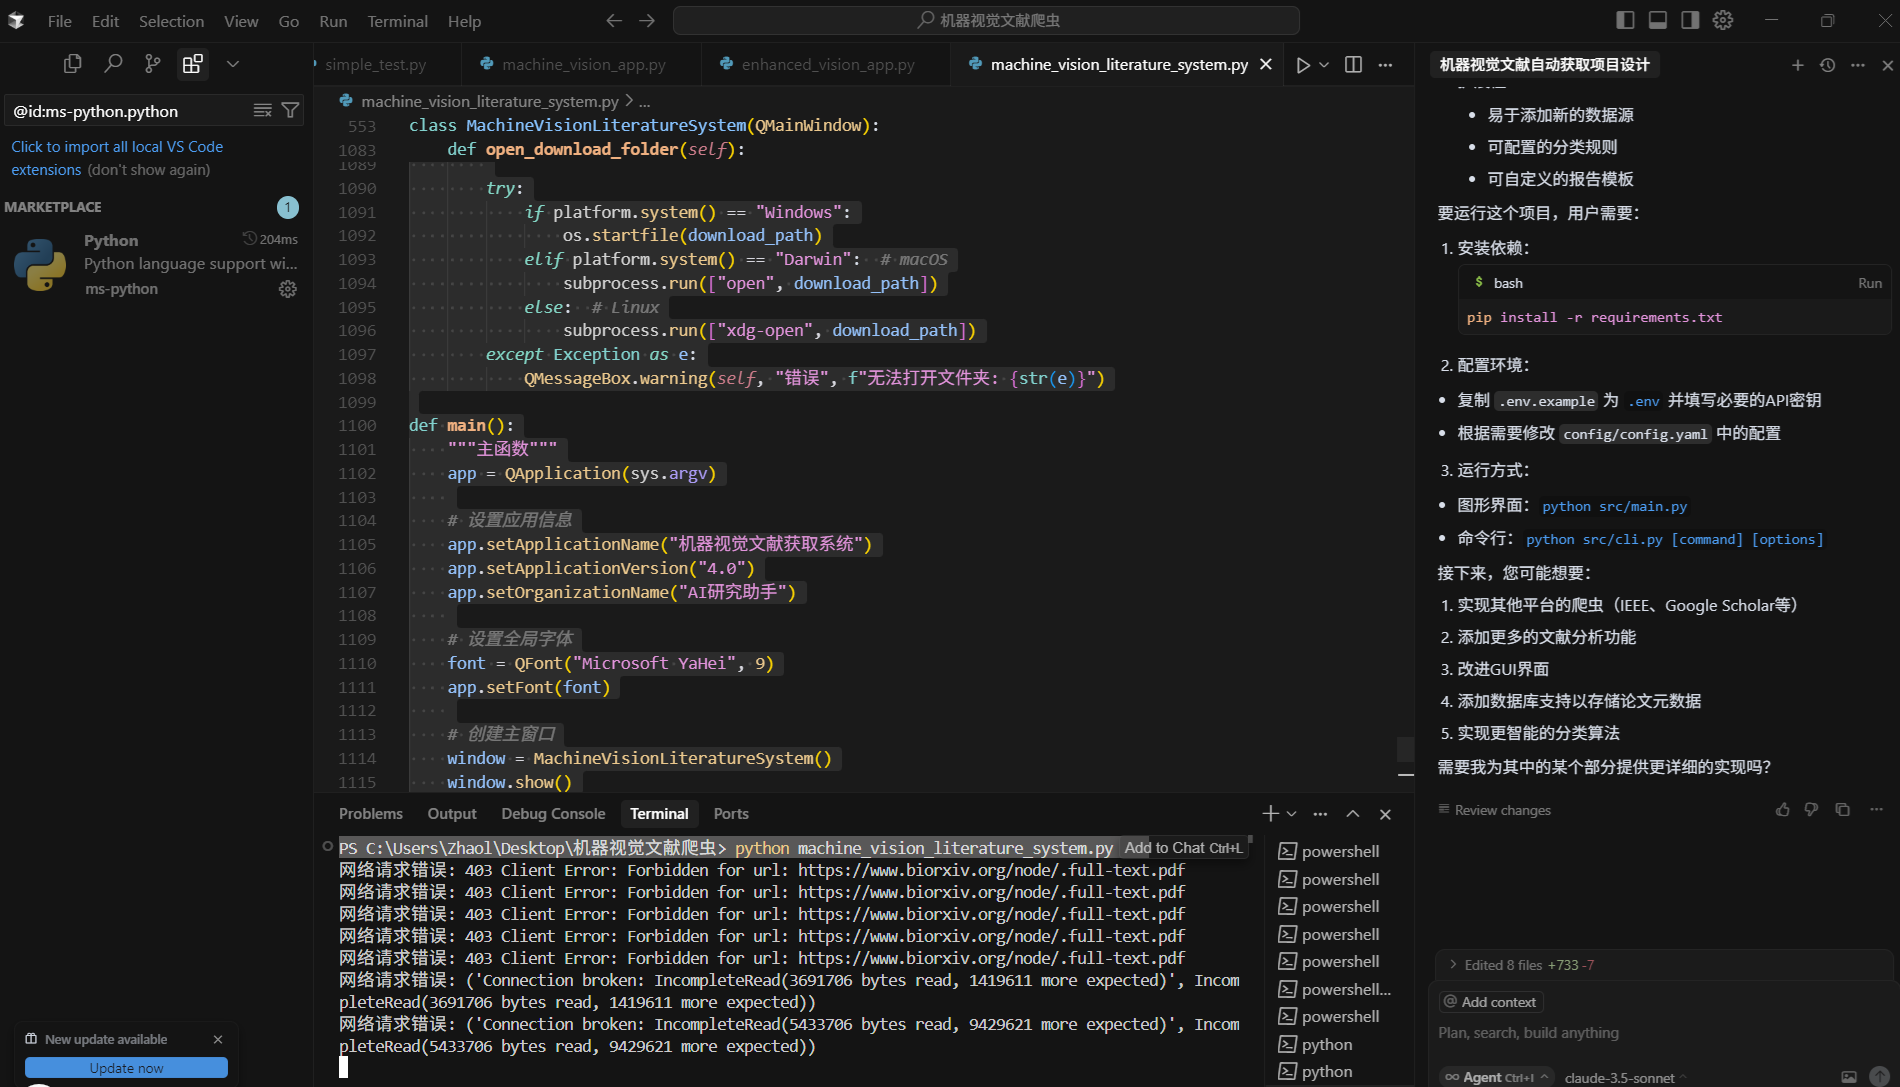 File Edit Selection View Go Run Terminal Help
机器视觉文献爬虫
@id:ms-python.python
Click to import all local VS Code
extensions (don't show again)
MARKETPLACE
1
Python
204ms
Python language support wi...
ms-python
New update available
Update now
simple_test.py
machine_vision_app.py
enhanced_vision_app.py
machine_vision_literature_system.py
machine_vision_literature_system.py > ...
553 class MachineVisionLiteratureSystem(QMainWindow):
1083 def open_download_folder(self):
1089
1090 try:
1091 if platform.system() == "Windows":
1092 os.startfile(download_path)
1093 elif platform.system() == "Darwin": # macOS
1094 subprocess.run(["open", download_path])
1095 else: # Linux
1096 subprocess.run(["xdg-open", download_path])
1097 except Exception as e:
1098 QMessageBox.warning(self, "错误", f"无法打开文件夹: {str(e)}")
1099
1100 def main():
1101 """主函数"""
1102 app = QApplication(sys.argv)
1103
1104 # 设置应用信息
1105 app.setApplicationName("机器视觉文献获取系统")
1106 app.setApplicationVersion("4.0")
1107 app.setOrganizationName("AI研究助手")
1108
1109 # 设置全局字体
1110 font = QFont("Microsoft YaHei", 9)
1111 app.setFont(font)
1112
1113 # 创建主窗口
1114 window = MachineVisionLiteratureSystem()
1115 window.show()
Problems Output Debug Console Terminal Ports
PS C:\Users\Zhaol\Desktop\机器视觉文献爬虫> python machine_vision_literature_system.py
Add to Chat Ctrl+L
网络请求错误: 403 Client Error: Forbidden for url: https://www.biorxiv.org/node/.full-text.pdf
网络请求错误: 403 Client Error: Forbidden for url: https://www.biorxiv.org/node/.full-text.pdf
网络请求错误: 403 Client Error: Forbidden for url: https://www.biorxiv.org/node/.full-text.pdf
网络请求错误: 403 Client Error: Forbidden for url: https://www.biorxiv.org/node/.full-text.pdf
网络请求错误: 403 Client Error: Forbidden for url: https://www.biorxiv.org/node/.full-text.pdf
网络请求错误: ('Connection broken: IncompleteRead(3691706 bytes read, 1419611 more expected)', Incom
pleteRead(3691706 bytes read, 1419611 more expected))
网络请求错误: ('Connection broken: IncompleteRead(5433706 bytes read, 9429621 more expected)', Incom
pleteRead(5433706 bytes read, 9429621 more expected))
powershell
powershell
powershell
powershell
powershell
powershell...
powershell
python
python
机器视觉文献自动获取项目设计
• 易于添加新的数据源
• 可配置的分类规则
• 可自定义的报告模板
要运行这个项目，用户需要：
1. 安装依赖：
$ bash
Run
pip install -r requirements.txt
2. 配置环境：
• 复制 .env.example 为 .env 并填写必要的API密钥
• 根据需要修改 config/config.yaml 中的配置
3. 运行方式：
• 图形界面： python src/main.py
• 命令行： python src/cli.py [command] [options]
接下来，您可能想要：
1. 实现其他平台的爬虫（IEEE、Google Scholar等）
2. 添加更多的文献分析功能
3. 改进GUI界面
4. 添加数据库支持以存储论文元数据
5. 实现更智能的分类算法
需要我为其中的某个部分提供更详细的实现吗？
Review changes
Edited 8 files +733 -7
@ Add context
Plan, search, build anything
∞ Agent Ctrl+I
claude-3.5-sonnet